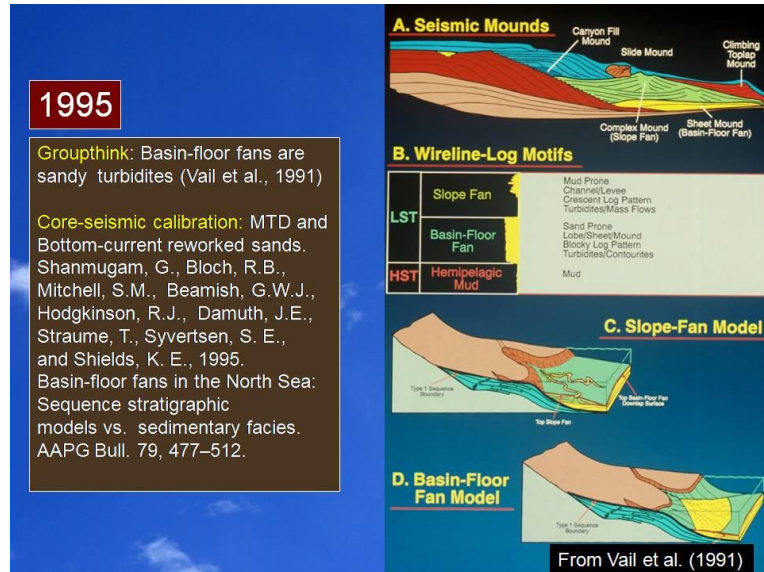 1995
Groupthink: Basin-floor fans are
sandy turbidites (Vail et al., 1991)
Core-seismic calibration: MTD and
Bottom-current reworked sands.
Shanmugam, G., Bloch, R.B.,
Mitchell, S.M., Beamish, G.W.J.,
Hodgkinson, R.J., Damuth, J.E.,
Straume, T., Syvertsen, S. E.,
and Shields, K. E., 1995.
Basin-floor fans in the North Sea:
Sequence stratigraphic
models vs. sedimentary facies.
AAPG Bull. 79, 477–512.
A. Seismic Mounds
Canyon Fill
Mound
Slide Mound
Climbing
Toplap
Mound
Complex Mound
(Slope Fan)
Sheet Mound
(Basin-Floor Fan)
B. Wireline-Log Motifs
LST
Slope Fan
Mud Prone
Channel/Levee
Crescent Log Pattern
Turbidites/Mass Flows
Basin-Floor
Fan
Sand Prone
Lobe/Sheet/Mound
Blocky Log Pattern
Turbidites/Contourites
HST
Hemipelagic
Mud
Mud
C. Slope-Fan Model
Type 1 Sequence
Boundary
Top Slope Fan
Top Basin-Floor Fan
Downlap Surface
D. Basin-Floor
Fan Model
Type 1 Sequence
Boundary
From Vail et al. (1991)